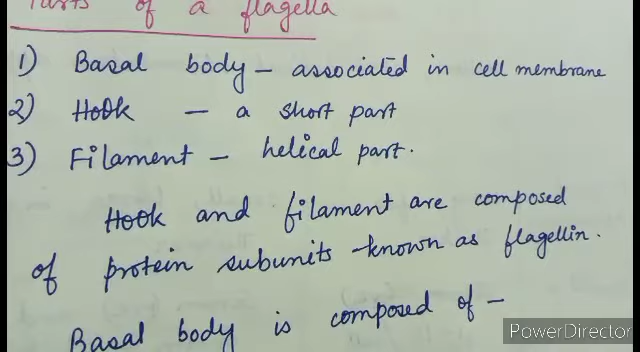 Parts of a flagella
1) Basal body - associated in cell membrane
2) Hook - a short part
3) Filament - helical part.
Hook and filament are composed
of protein subunits known as flagellin.
Basal body is composed of -
PowerDirector